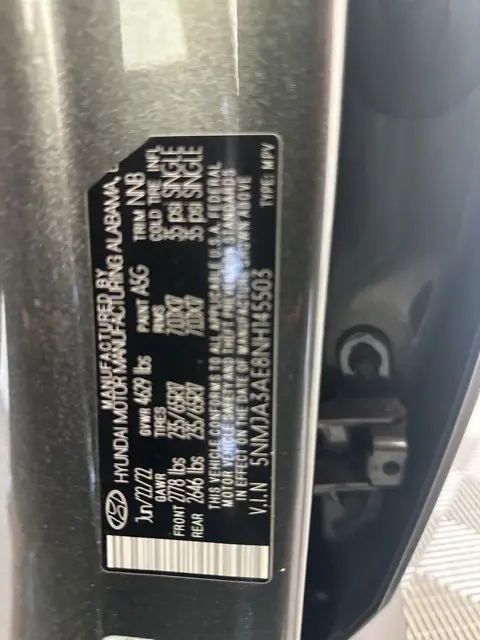 MANUFACTURED BY
HYUNDAI MOTOR MANUFACTURING ALABAMA,
Jun/22/22 GVWR 4629 lbs PLANT ASG TRIM NNB
GAWR TIRES RIMS COLD TIRE INFL
FRONT 2778 lbs 235/65R17 7.0JX17 35 psi SINGLE
REAR 2646 lbs 235/65R17 7.0JX17 35 psi SINGLE
THIS VEHICLE CONFORMS TO ALL APPLICABLE U.S.A. FEDERAL
MOTOR VEHICLE SAFETY AND THEFT PREVENTION STANDARDS
IN EFFECT ON THE DATE OF MANUFACTURE SHOWN ABOVE
V.I.N 5NMJA3AE8NH145503 TYPE: MPV